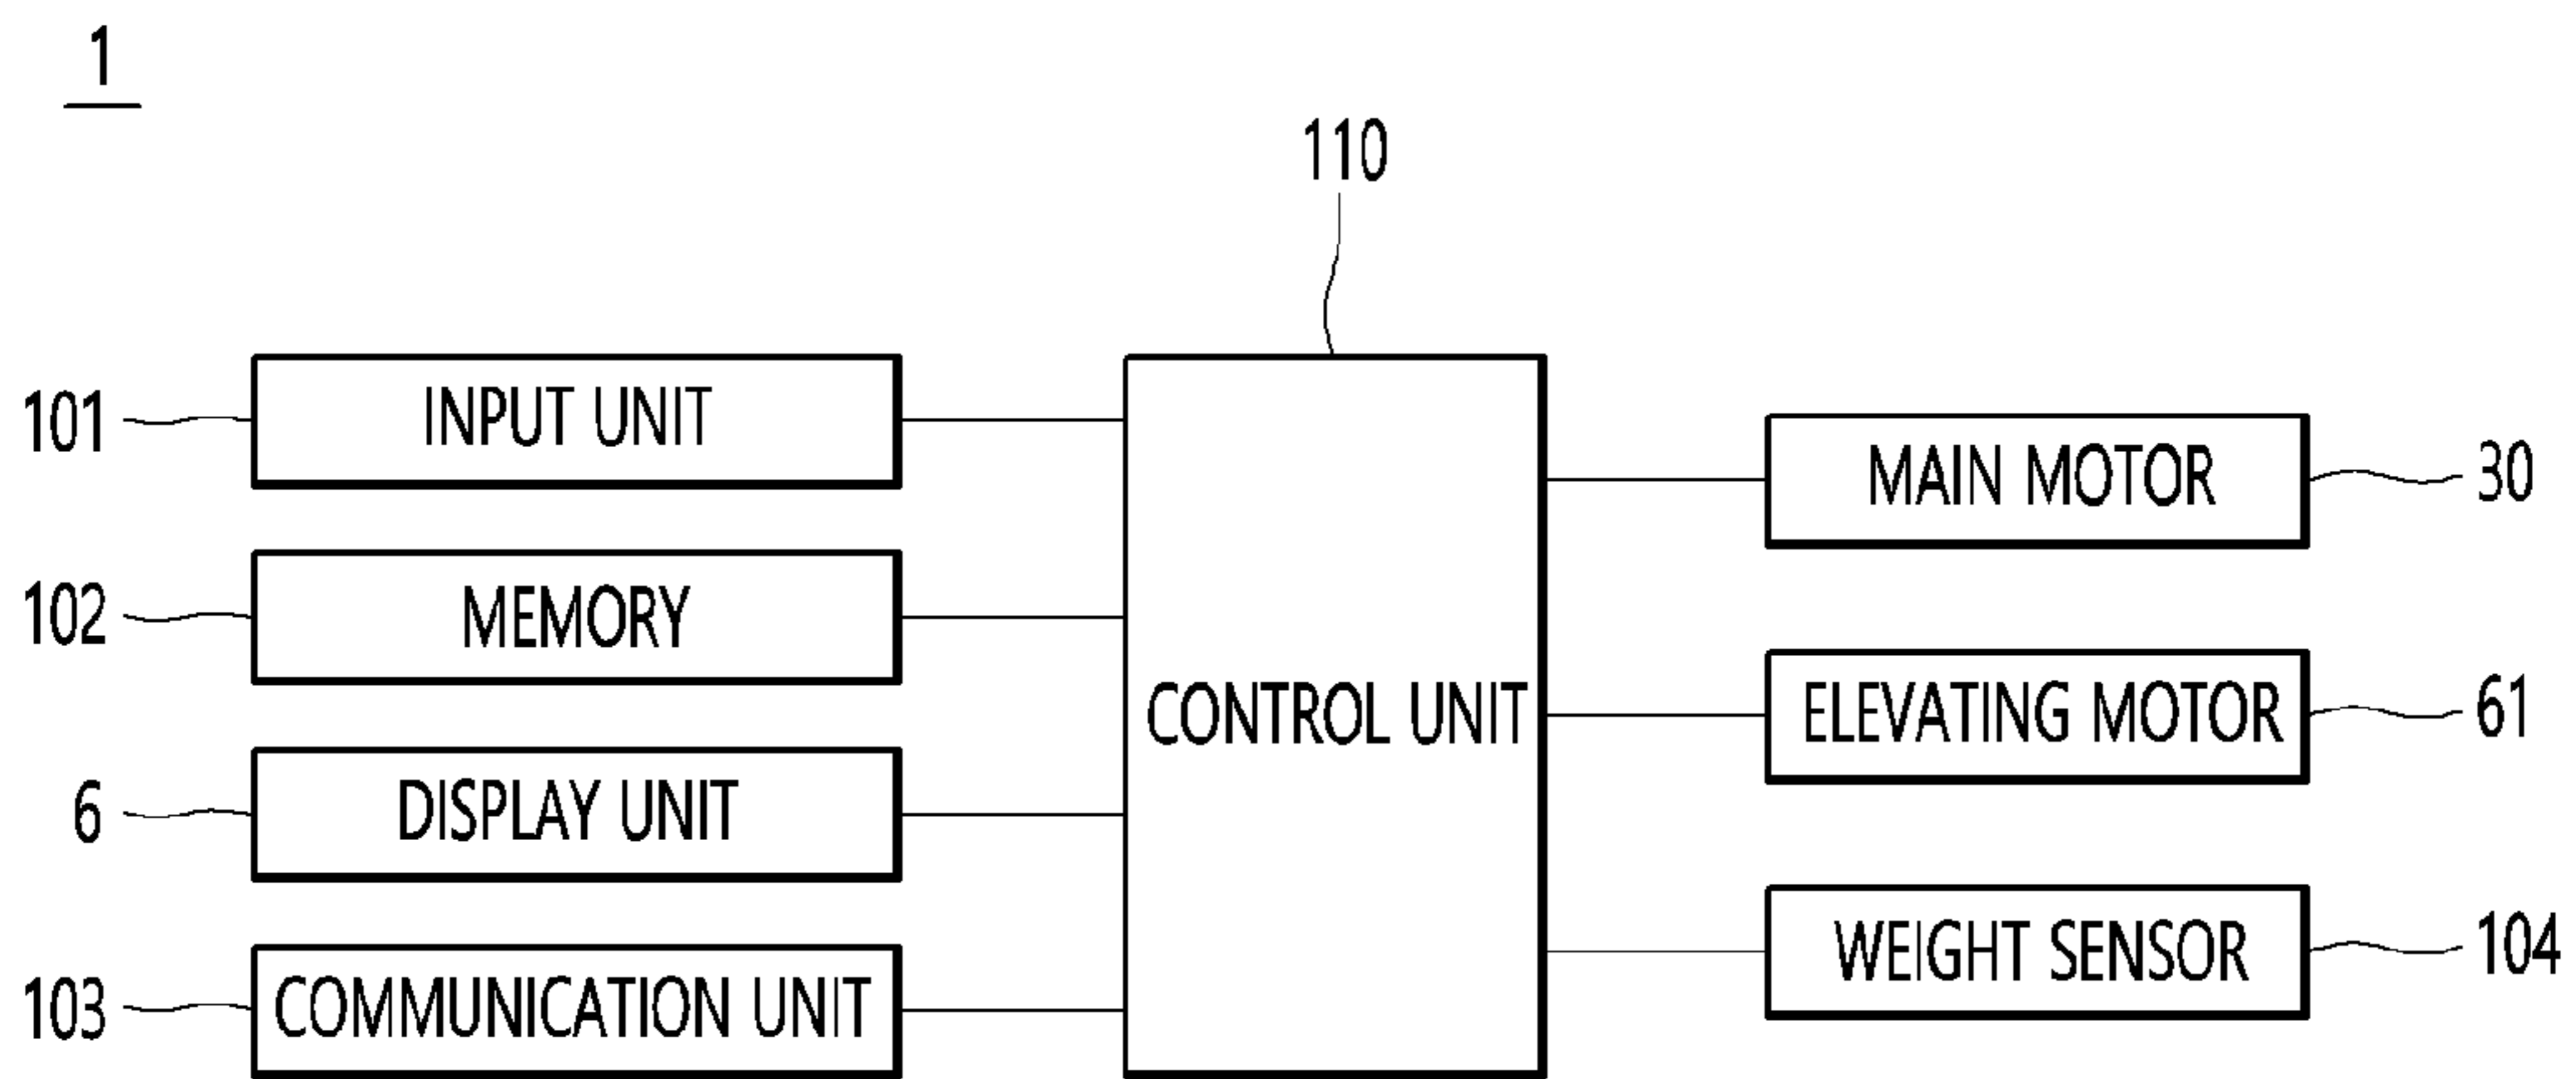 1
110
101 INPUT UNIT
102 MEMORY
6 DISPLAY UNIT
103 COMMUNICATION UNIT
CONTROL UNIT
MAIN MOTOR 30
ELEVATING MOTOR 61
WEIGHT SENSOR 104